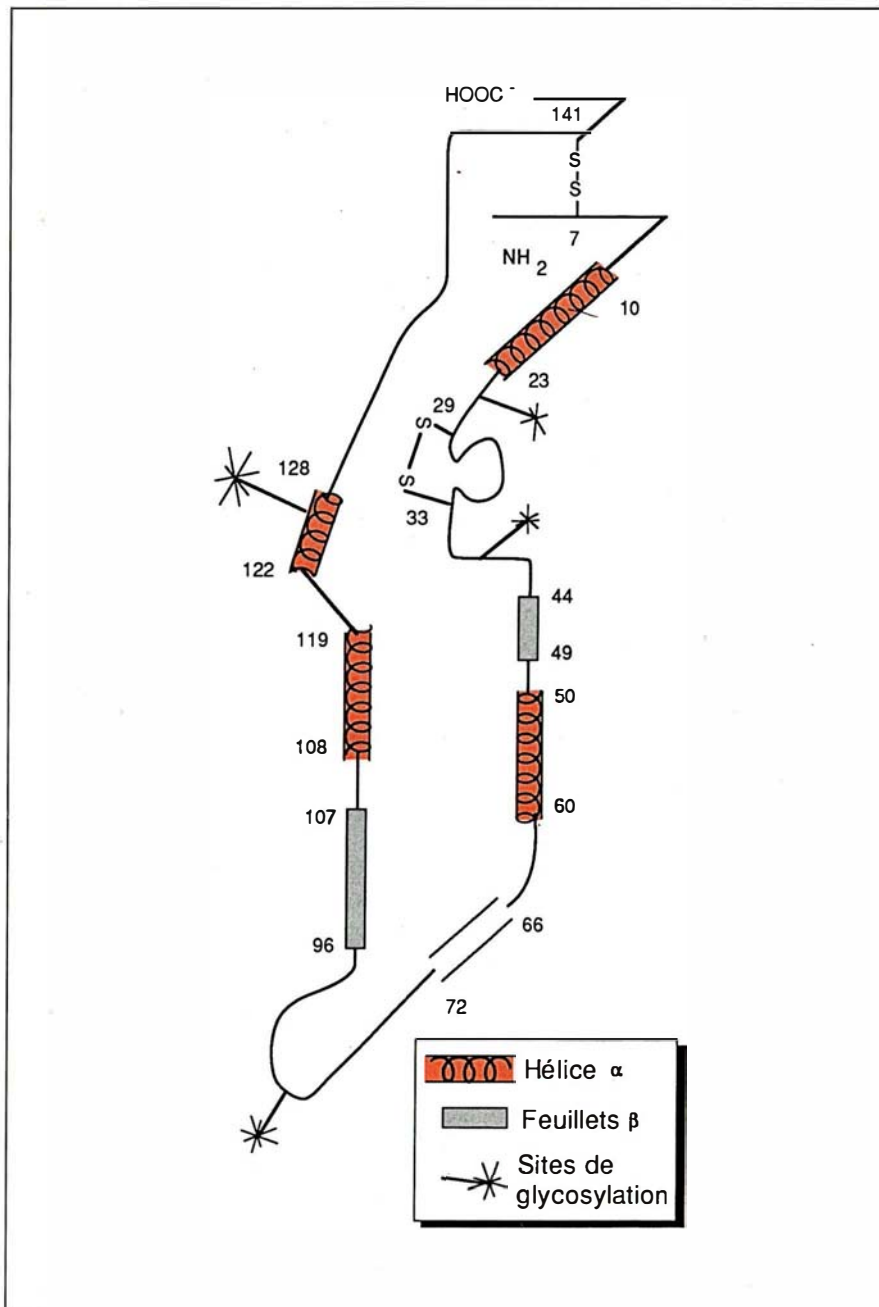 HOOC -
141
S
S
7
NH 2
10
23
29
S
S
33
128
122
44
49
119
50
108
60
107
66
96
72
Hélice α
Feuillets β
Sites de
glycosylation